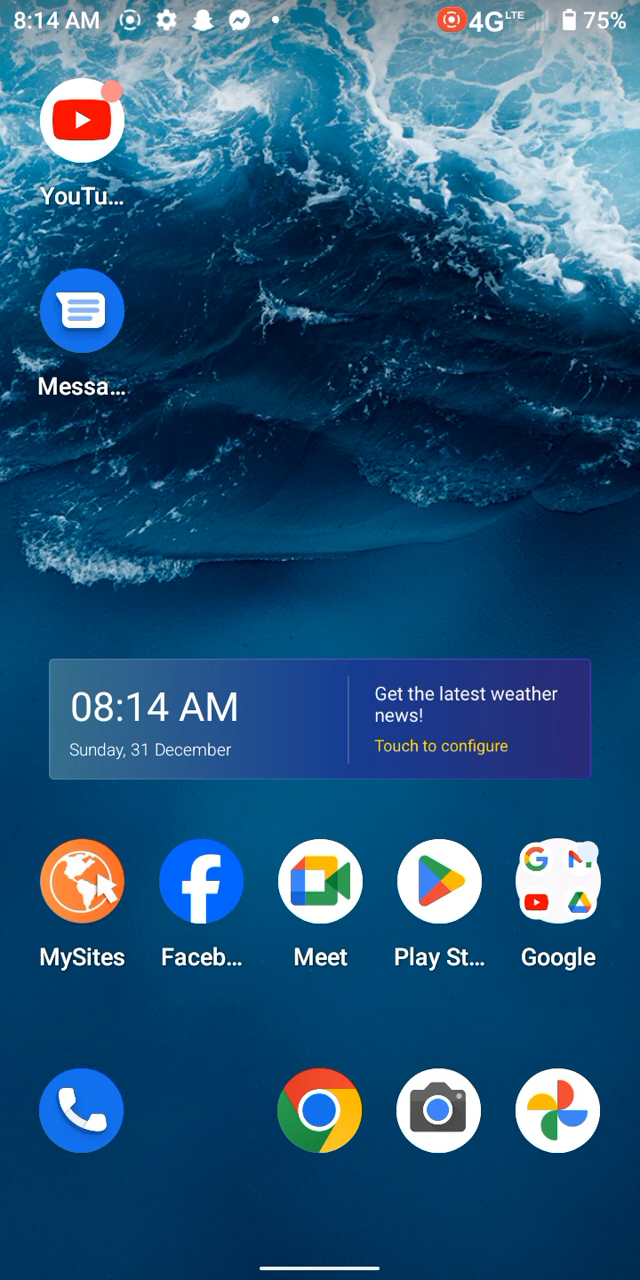 8:14 AM 4G LTE 75%
YouTu...
Messa...
08:14 AM
Sunday, 31 December
Get the latest weather
news!
Touch to configure
MySites Faceb... Meet Play St... Google